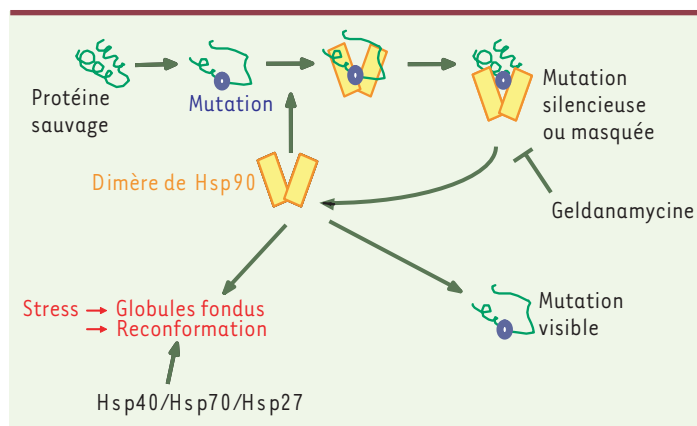 Protéine
sauvage
Mutation
Mutation
silencieuse
ou masquée
Dimère de Hsp90
Geldanamycine
Stress → Globules fondus
→ Reconformation
Mutation
visible
Hsp40/Hsp70/Hsp27